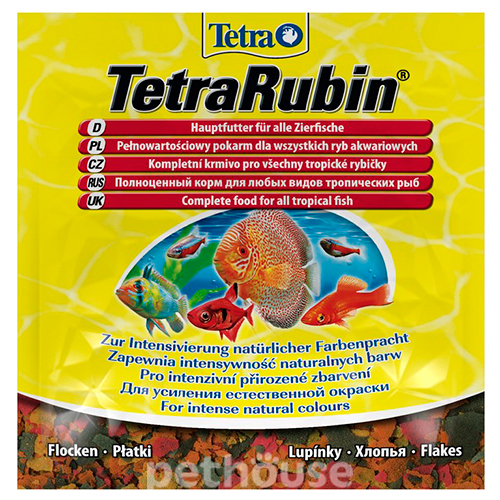 Tetra
TetraRubin®
D Hauptfutter für alle Zierfische
PL Pełnowartościowy pokarm dla wszystkich ryb akwariowych
CZ Kompletní krmivo pro všechny tropické rybičky
RUS Полноценный корм для любых видов тропических рыб
UK Complete food for all tropical fish
Zur Intensivierung natürlicher Farbenpracht
Zapewnia intensywność naturalnych barw
Pro intenzivní přirozené zbarvení
Для усиления естественной окраски
For intense natural colours
Flocken · Płatki Lupínky · Хлопья · Flakes
pethouse